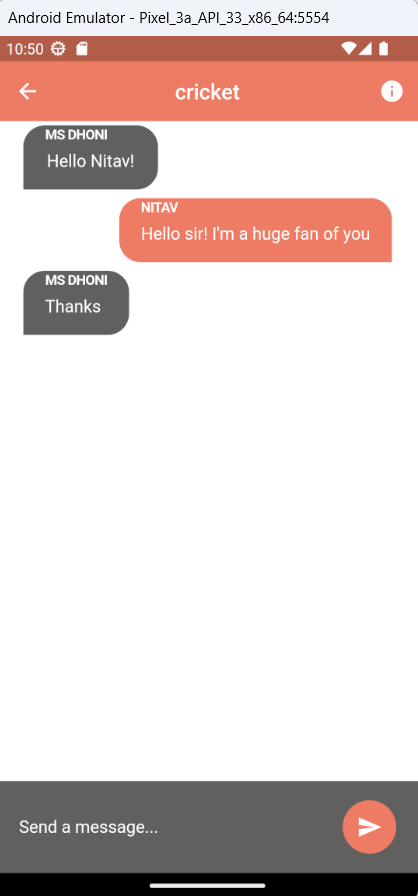 Android Emulator - Pixel_3a_API_33_x86_64:5554
10:50
cricket
MS DHONI
Hello Nitav!
NITAV
Hello sir! I'm a huge fan of you
MS DHONI
Thanks
Send a message...